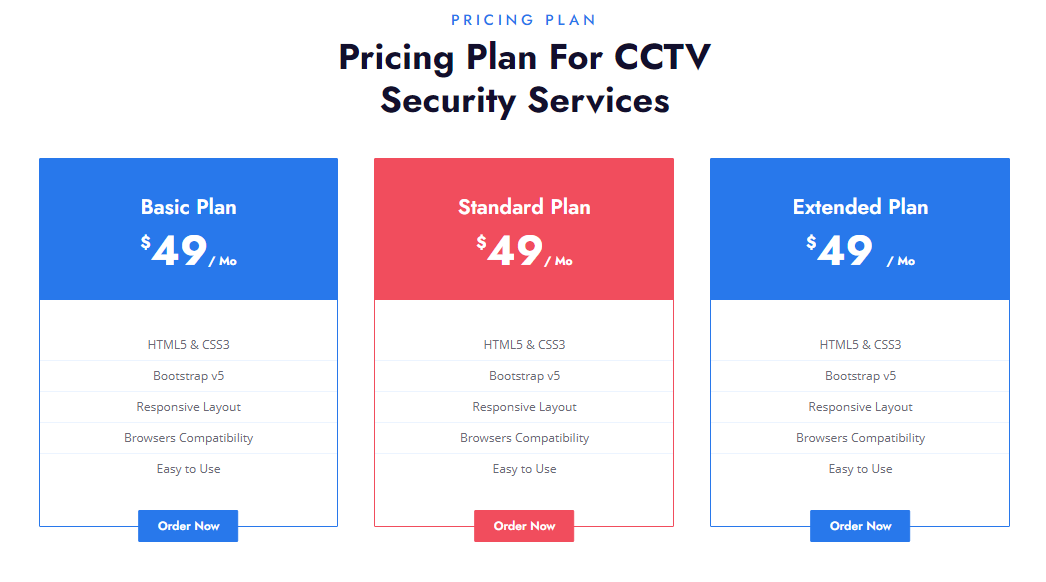 PRICING PLAN
Pricing Plan For CCTV
Security Services
Basic Plan
$49/ Mo
HTML5 & CSS3
Bootstrap v5
Responsive Layout
Browsers Compatibility
Easy to Use
Order Now
Standard Plan
$49/ Mo
HTML5 & CSS3
Bootstrap v5
Responsive Layout
Browsers Compatibility
Easy to Use
Order Now
Extended Plan
$49 / Mo
HTML5 & CSS3
Bootstrap v5
Responsive Layout
Browsers Compatibility
Easy to Use
Order Now